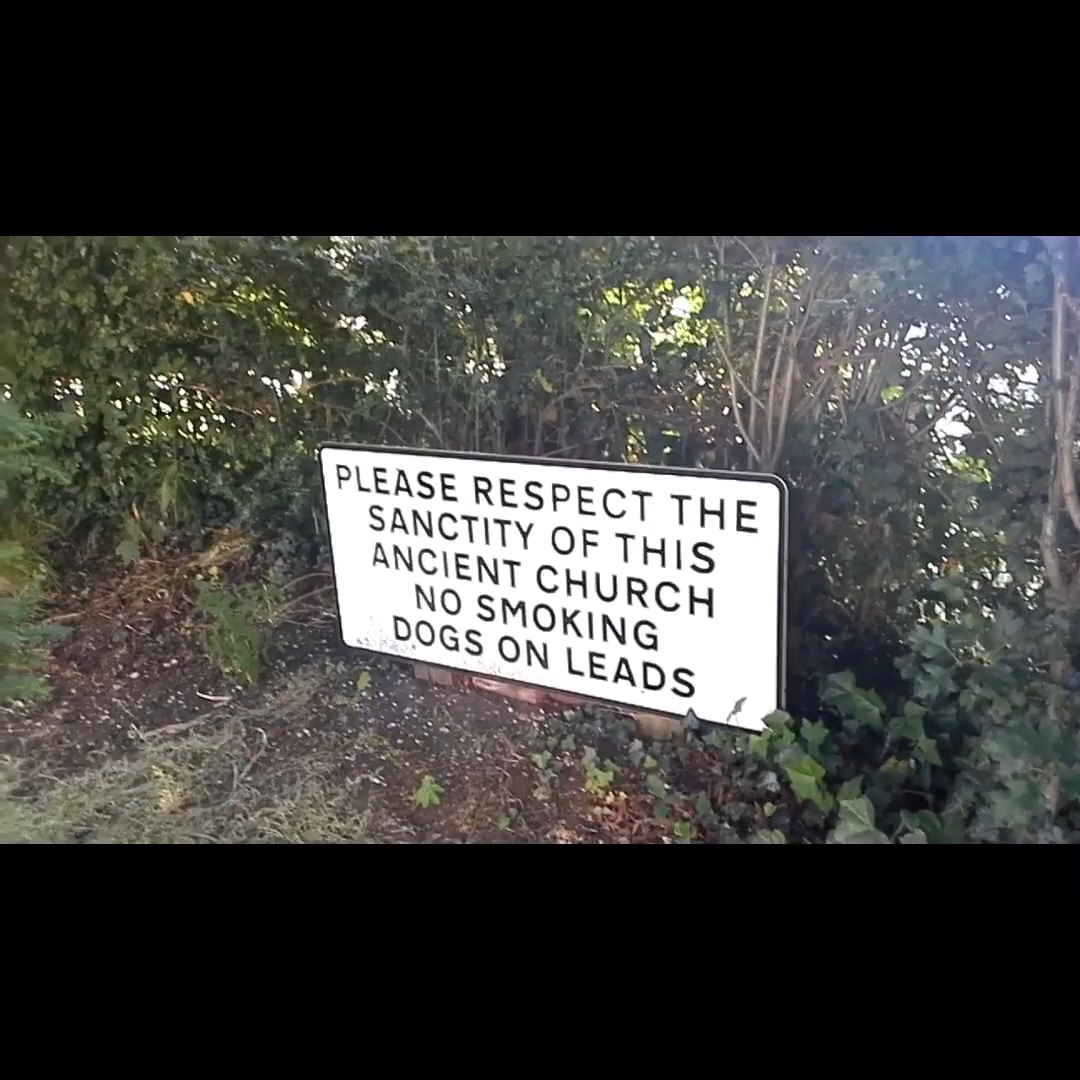 PLEASE RESPECT THE
SANCTITY OF THIS
ANCIENT CHURCH
NO SMOKING
DOGS ON LEADS